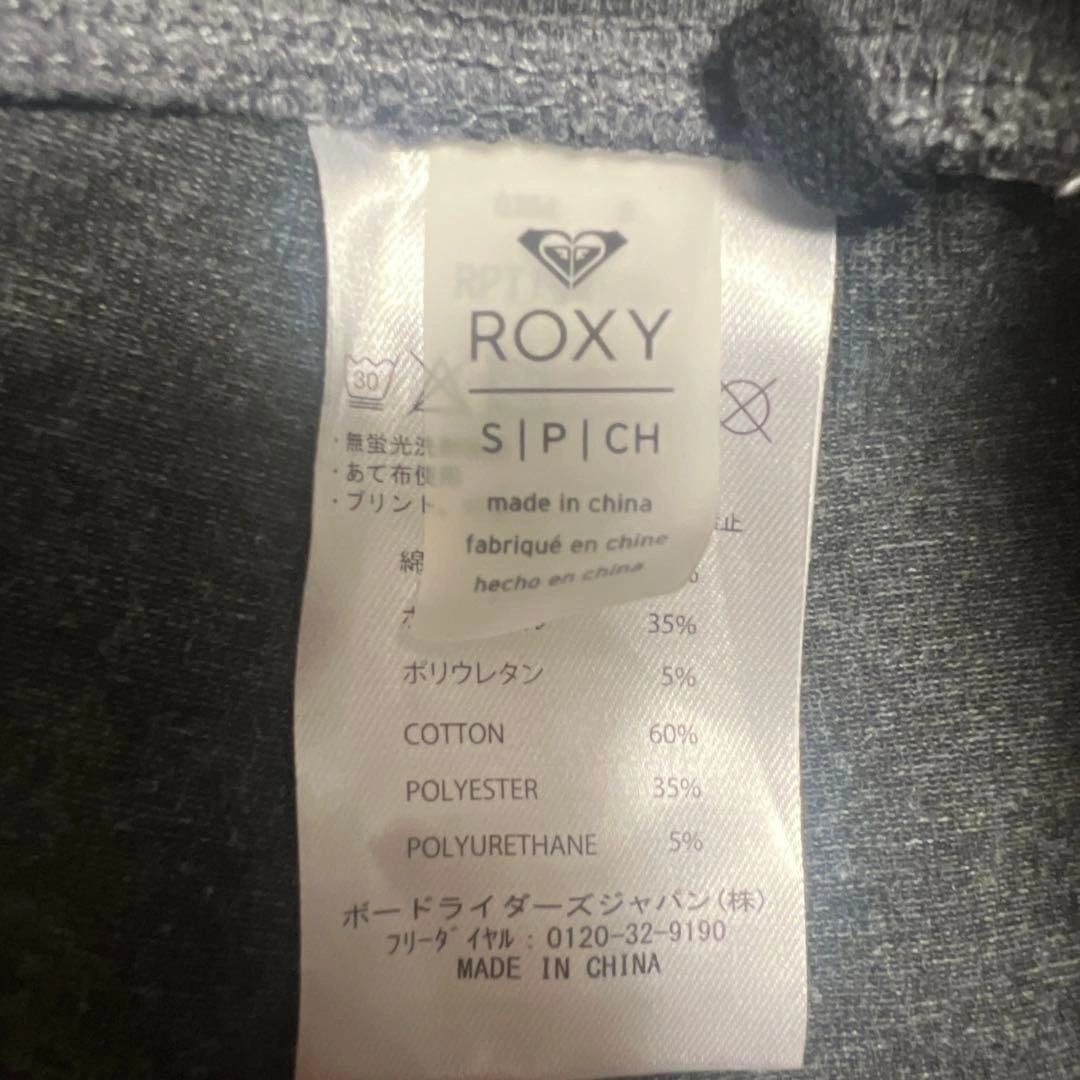 ROXY
S|P|CH
made in china
fabriqué en chine
hecho en china
30
・無蛍光洗
・あて布使用
・プリント、
止
綿
%
35%
ポリウレタン 5%
COTTON 60%
POLYESTER 35%
POLYURETHANE 5%
ボードライダーズジャパン(株)
フリーダイヤル : 0120-32-9190
MADE IN CHINA